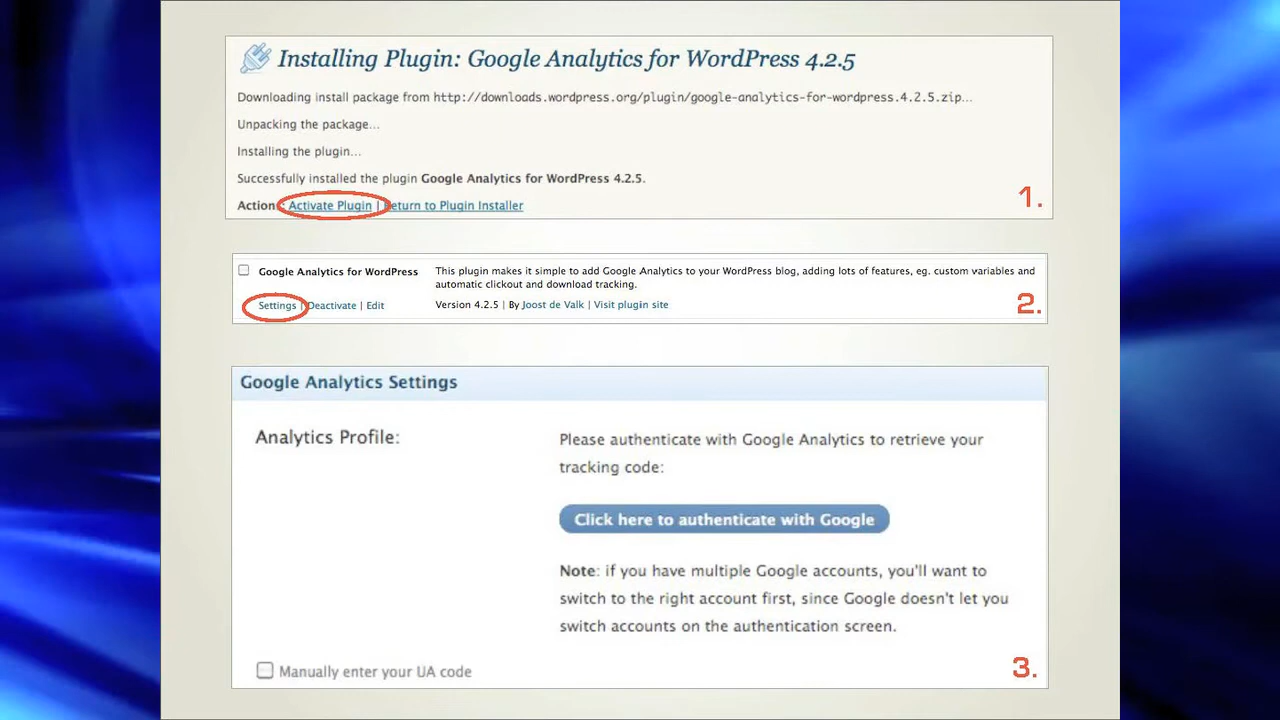 Installing Plugin: Google Analytics for WordPress 4.2.5
Downloading install package from http://downloads.wordpress.org/plugin/google-analytics-for-wordpress.4.2.5.zip...
Unpacking the package...
Installing the plugin...
Successfully installed the plugin Google Analytics for WordPress 4.2.5.
Actions: Activate Plugin | Return to Plugin Installer
1.
Google Analytics for WordPress
This plugin makes it simple to add Google Analytics to your WordPress blog, adding lots of features, eg. custom variables and
automatic clickout and download tracking.
Settings | Deactivate | Edit
Version 4.2.5 | By Joost de Valk | Visit plugin site
2.
Google Analytics Settings
Analytics Profile:
Please authenticate with Google Analytics to retrieve your
tracking code:
Click here to authenticate with Google
Note: if you have multiple Google accounts, you'll want to
switch to the right account first, since Google doesn't let you
switch accounts on the authentication screen.
Manually enter your UA code
3.